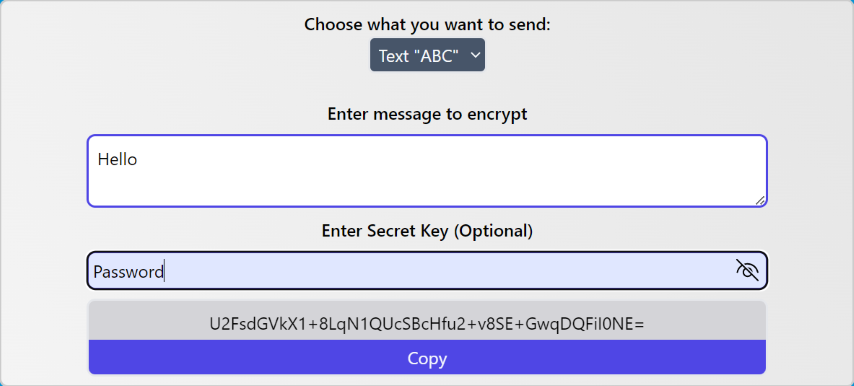 Choose what you want to send:
Text "ABC"
Enter message to encrypt
Hello
Enter Secret Key (Optional)
Password
U2FsdGVkX1+8LqN1QUcSBcHfu2+v8SE+GwqDQFiI0NE=
Copy